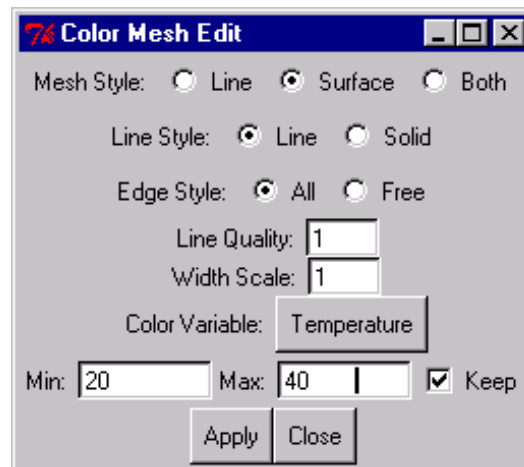 Color Mesh Edit
Mesh Style: Line Surface Both
Line Style: Line Solid
Edge Style: All Free
Line Quality: 1
Width Scale: 1
Color Variable: Temperature
Min: 20 Max: 40 Keep
Apply Close